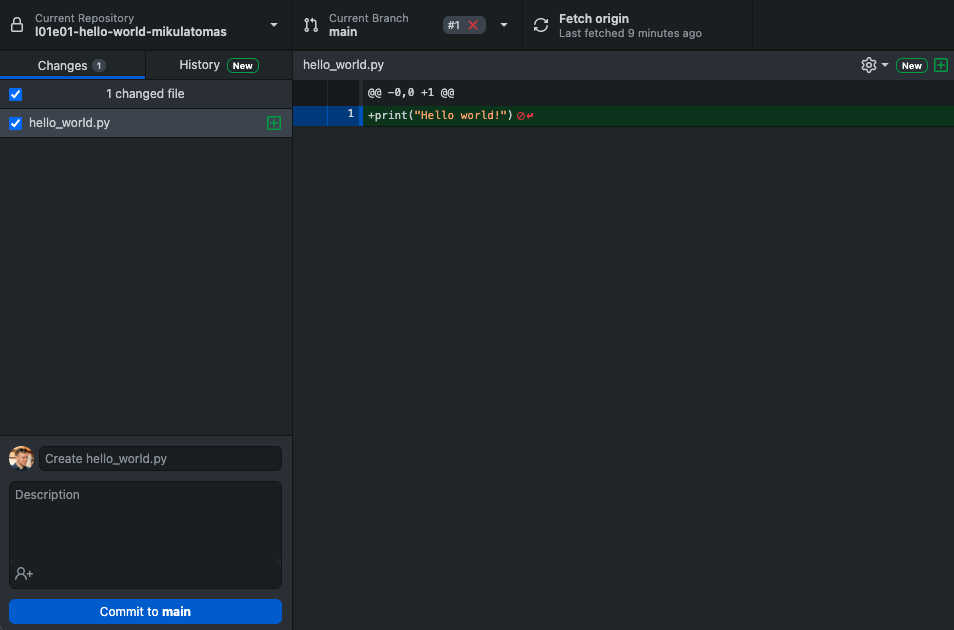 Current Repository
l01e01-hello-world-mikulatomas
Current Branch
main
#1
Fetch origin
Last fetched 9 minutes ago
Changes 1
History New
hello_world.py
New
1 changed file
@@ -0,0 +1 @@
hello_world.py
1 +print("Hello world!")
Create hello_world.py
Description
Commit to main